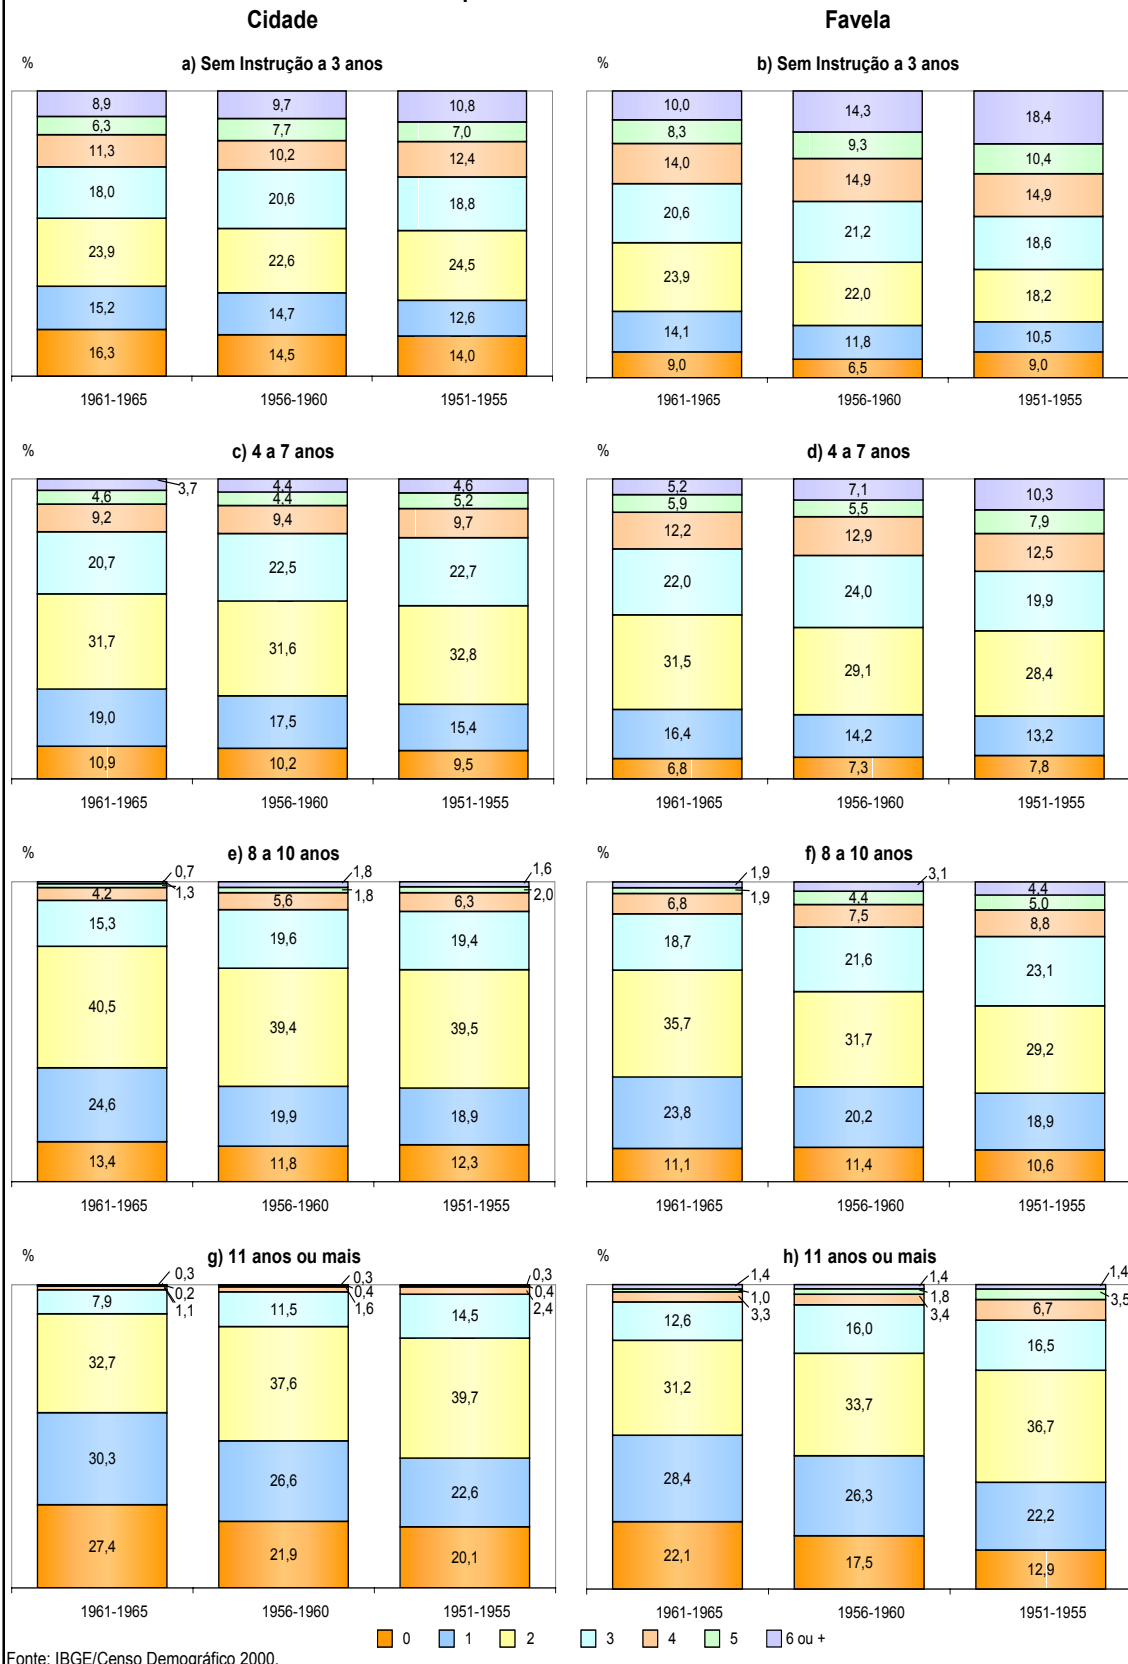 Cidade Favela
% a) Sem Instrução a 3 anos % b) Sem Instrução a 3 anos
8,9 9,7 10,8 10,0 14,3 18,4
6,3 7,7 7,0 8,3 9,3 10,4
11,3 10,2 12,4 14,0 14,9 14,9
18,0 20,6 18,8 20,6 21,2 18,6
23,9 22,6 24,5 23,9 22,0 18,2
15,2 14,7 12,6 14,1 11,8 10,5
16,3 14,5 14,0 9,0 6,5 9,0
1961-1965 1956-1960 1951-1955 1961-1965 1956-1960 1951-1955
% c) 4 a 7 anos % d) 4 a 7 anos
3,7 4,4 4,6 5,2 7,1 10,3
4,6 4,4 5,2 5,9 5,5 7,9
9,2 9,4 9,7 12,2 12,9 12,5
20,7 22,5 22,7 22,0 24,0 19,9
31,7 31,6 32,8 31,5 29,1 28,4
19,0 17,5 15,4 16,4 14,2 13,2
10,9 10,2 9,5 6,8 7,3 7,8
1961-1965 1956-1960 1951-1955 1961-1965 1956-1960 1951-1955
% e) 8 a 10 anos % f) 8 a 10 anos
0,7 1,8 1,6 1,9 3,1 4,4
1,3 1,8 2,0 1,9 4,4 5,0
4,2 5,6 6,3 6,8 7,5 8,8
15,3 19,6 19,4 18,7 21,6 23,1
40,5 39,4 39,5 35,7 31,7 29,2
24,6 19,9 18,9 23,8 20,2 18,9
13,4 11,8 12,3 11,1 11,4 10,6
1961-1965 1956-1960 1951-1955 1961-1965 1956-1960 1951-1955
% g) 11 anos ou mais % h) 11 anos ou mais
0,3 0,3 0,3 1,4 1,4 1,4
0,2 0,4 0,4 1,0 1,8 3,5
1,1 1,6 2,4 3,3 3,4 6,7
7,9 11,5 14,5 12,6 16,0 16,5
32,7 37,6 39,7 31,2 33,7 36,7
30,3 26,6 22,6 28,4 26,3 22,2
27,4 21,9 20,1 22,1 17,5 12,9
1961-1965 1956-1960 1951-1955 1961-1965 1956-1960 1951-1955
0 1 2 3 4 5 6 ou +
Fonte: IBGE/Censo Demográfico 2000.